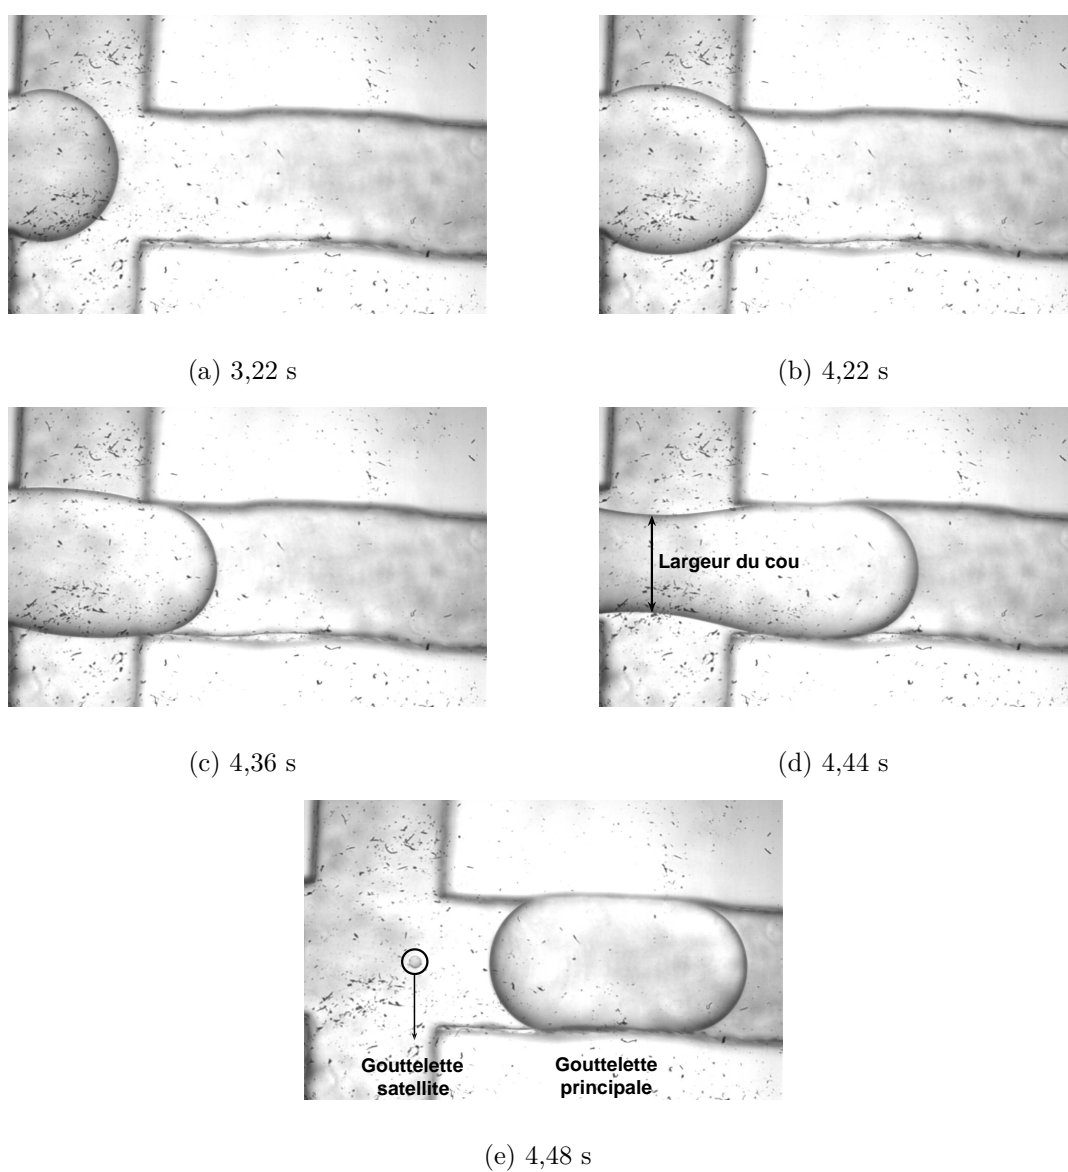 (a) 3,22 s
(b) 4,22 s
Largeur du cou
(c) 4,36 s
(d) 4,44 s
Gouttelette
satellite
Gouttelette
principale
(e) 4,48 s